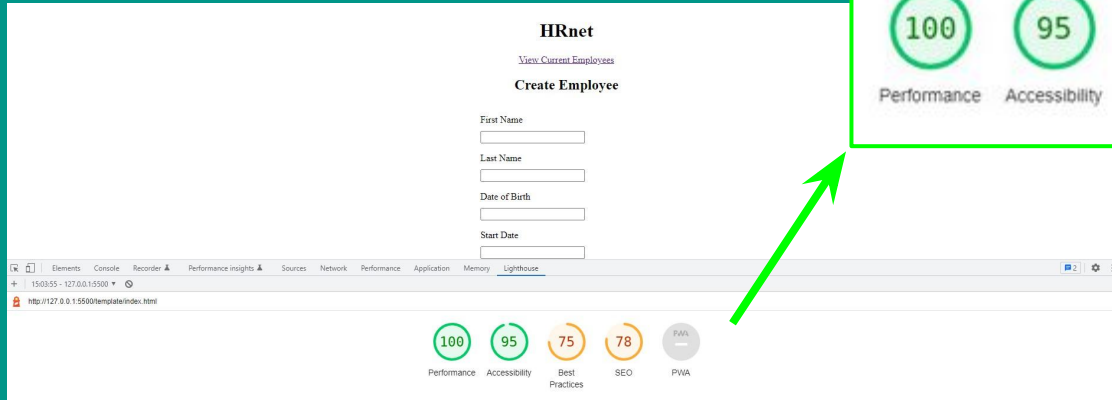 HRnet
View Current Employees
Create Employee
First Name
Last Name
Date of Birth
Start Date
100 95
Performance Accessibility
Elements Console Recorder Performance insights Sources Network Performance Application Memory Lighthouse 2
+ 15:03:55 - 127.0.0.1:5500
http://127.0.0.1:5500/template/index.html
100 95 75 78 PWA
Performance Accessibility Best Practices SEO PWA